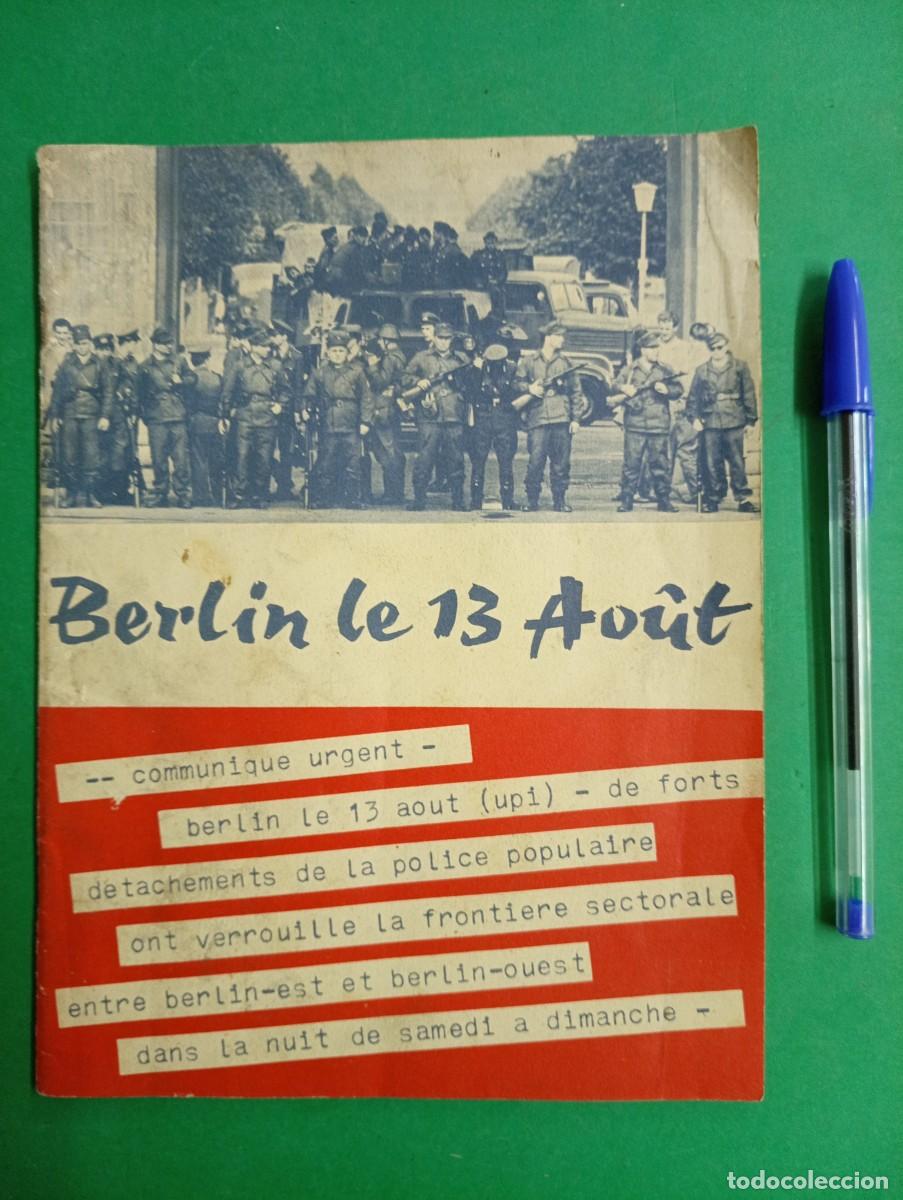 Berlin le 13 Août
-- communique urgent -
berlin le 13 aout (upi) - de forts
detachements de la police populaire
ont verrouille la frontiere sectorale
entre berlin-est et berlin-ouest
dans la nuit de samedi a dimanche -
todocoleccion